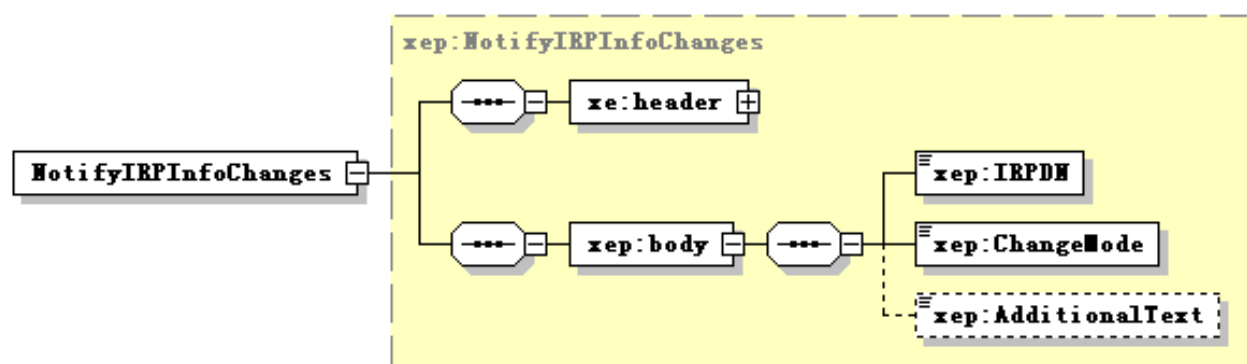 xep:NotifyIRPInfoChanges
xe:header
NotifyIRPInfoChanges
xep:IRPDN
xep:body
xep:ChangeMode
xep:AdditionalText